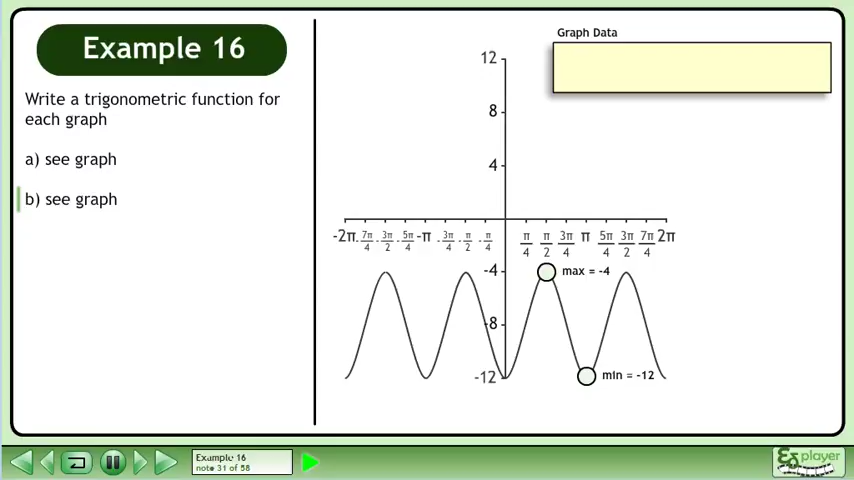 Example 16
Graph Data
Write a trigonometric function for
each graph
a) see graph
b) see graph
12
8
4
-2π -7π/4 -3π/2 -5π/4 -π -3π/4 -π/2 -π/4 π/4 π/2 3π/4 π 5π/4 3π/2 7π/4 2π
-4
max = -4
-8
-12
min = -12
Example 16
note 31 of 58
player